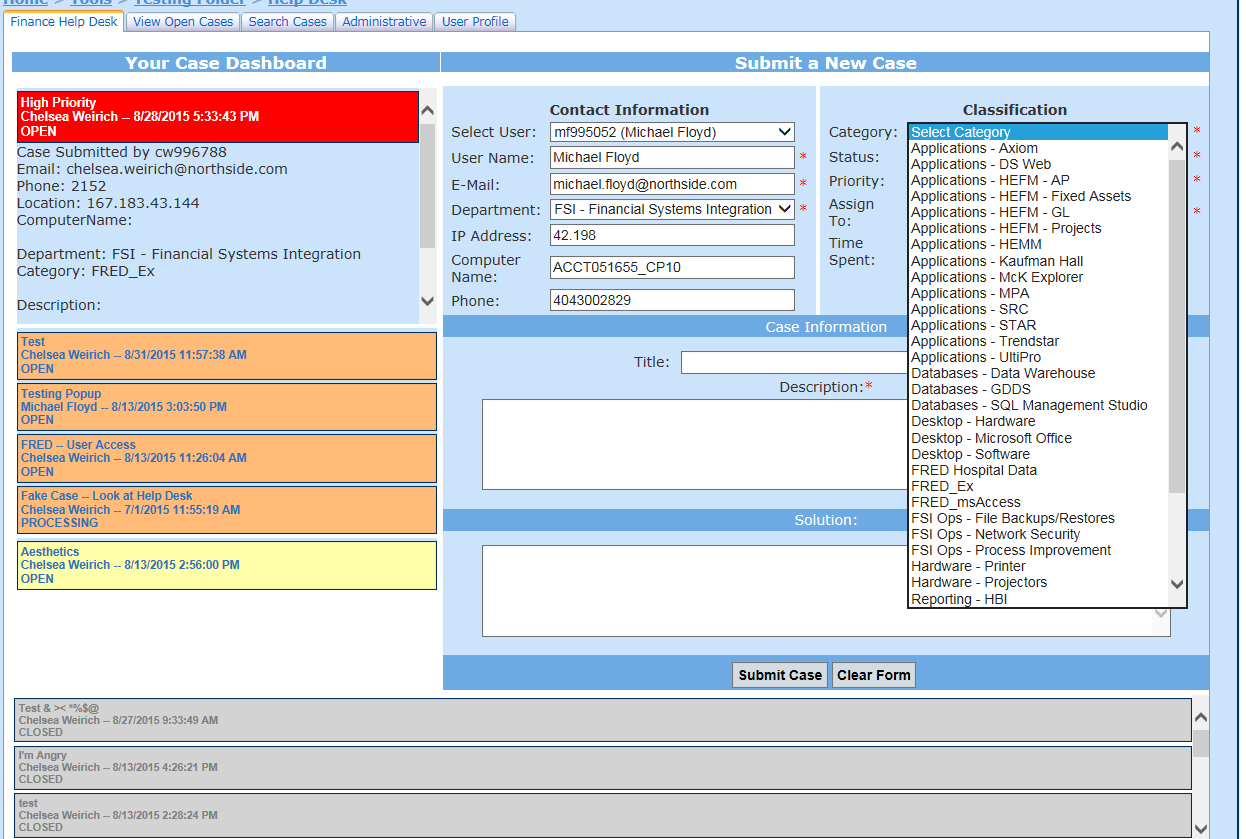 Home > Tools > Testing Folder > Help Desk
Finance Help Desk View Open Cases Search Cases Administrative User Profile
Your Case Dashboard
High Priority
Chelsea Weirich -- 8/28/2015 5:33:43 PM
OPEN
Case Submitted by cw996788
Email: chelsea.weirich@northside.com
Phone: 2152
Location: 167.183.43.144
ComputerName:
Department: FSI - Financial Systems Integration
Category: FRED_Ex
Description:
Test
Chelsea Weirich -- 8/31/2015 11:57:38 AM
OPEN
Testing Popup
Michael Floyd -- 8/13/2015 3:03:50 PM
OPEN
FRED -- User Access
Chelsea Weirich -- 8/13/2015 11:26:04 AM
OPEN
Fake Case -- Look at Help Desk
Chelsea Weirich -- 7/1/2015 11:55:19 AM
PROCESSING
Aesthetics
Chelsea Weirich -- 8/13/2015 2:56:00 PM
OPEN
Submit a New Case
Contact Information
Select User: mf995052 (Michael Floyd)
User Name: Michael Floyd *
E-Mail: michael.floyd@northside.com *
Department: FSI - Financial Systems Integration *
IP Address: 42.198
Computer
Name: ACCT051655_CP10
Phone: 4043002829
Classification
Category: *
Status: *
Priority: *
Assign
To: *
Time
Spent:
Select Category
Applications - Axiom
Applications - DS Web
Applications - HEFM - AP
Applications - HEFM - Fixed Assets
Applications - HEFM - GL
Applications - HEFM - Projects
Applications - HEMM
Applications - Kaufman Hall
Applications - McK Explorer
Applications - MPA
Applications - SRC
Applications - STAR
Applications - Trendstar
Applications - UltiPro
Databases - Data Warehouse
Databases - GDDS
Databases - SQL Management Studio
Desktop - Hardware
Desktop - Microsoft Office
Desktop - Software
FRED Hospital Data
FRED_Ex
FRED_msAccess
FSI Ops - File Backups/Restores
FSI Ops - Network Security
FSI Ops - Process Improvement
Hardware - Printer
Hardware - Projectors
Reporting - HBI
Case Information
Title:
Description:*
Solution:
Submit Case Clear Form
Test & >< *%$@
Chelsea Weirich -- 8/27/2015 9:33:49 AM
CLOSED
I'm Angry
Chelsea Weirich -- 8/13/2015 4:26:21 PM
CLOSED
test
Chelsea Weirich -- 8/13/2015 2:28:24 PM
CLOSED